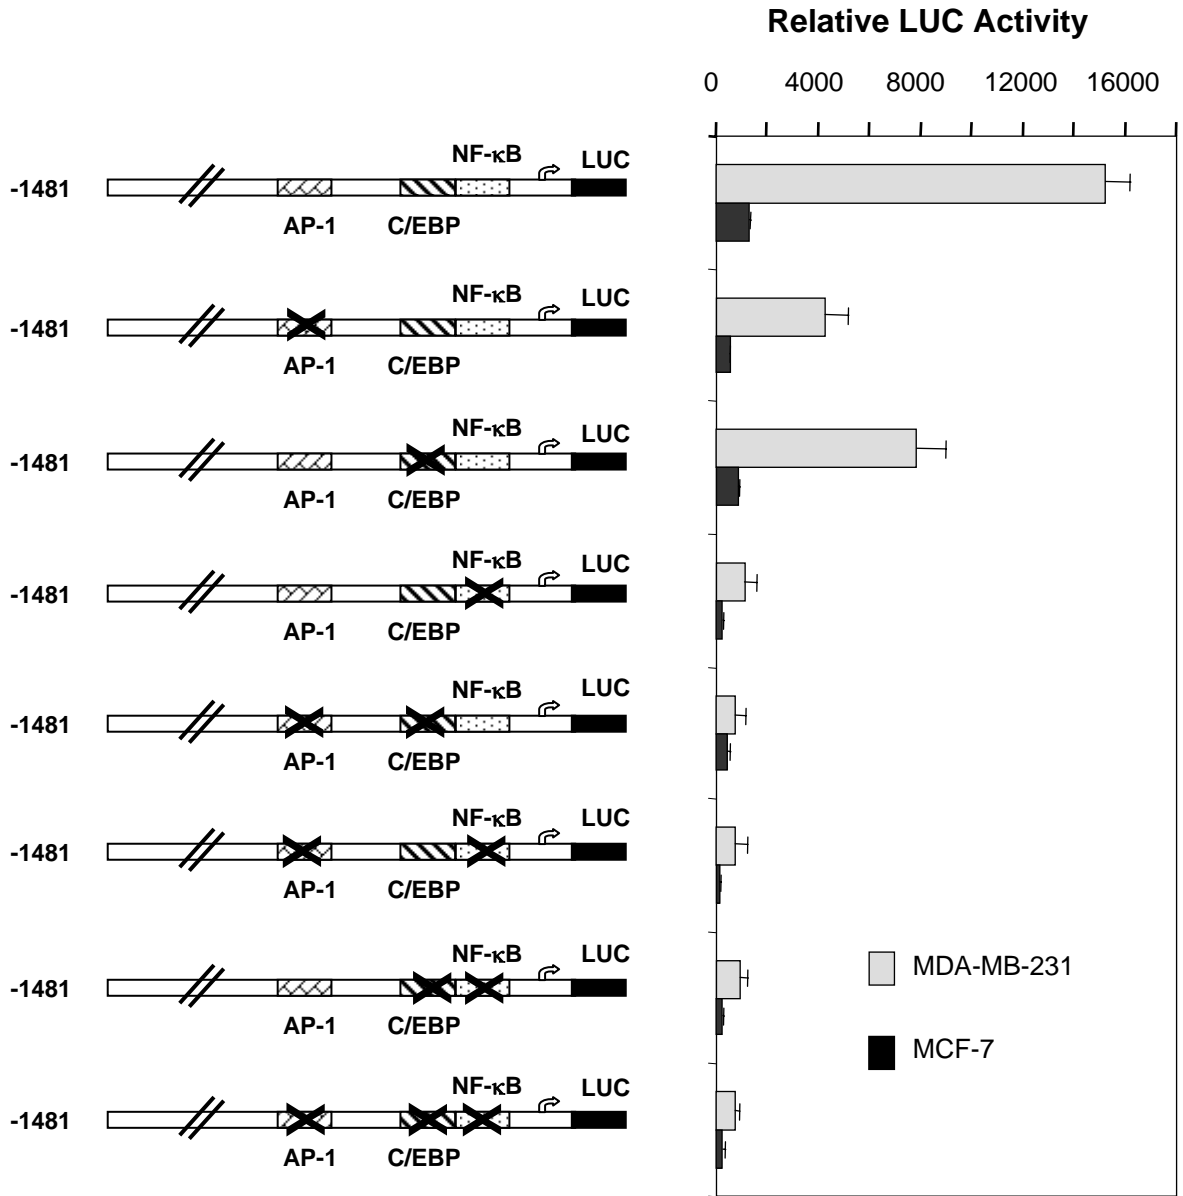 Relative LUC Activity
0 4000 8000 12000 16000
NF-κB LUC
-1481
AP-1 C/EBP
NF-κB LUC
-1481
AP-1 C/EBP
NF-κB LUC
-1481
AP-1 C/EBP
NF-κB LUC
-1481
AP-1 C/EBP
NF-κB LUC
-1481
AP-1 C/EBP
NF-κB LUC
-1481
AP-1 C/EBP
NF-κB LUC
-1481
AP-1 C/EBP
MDA-MB-231
MCF-7
NF-κB LUC
-1481
AP-1 C/EBP